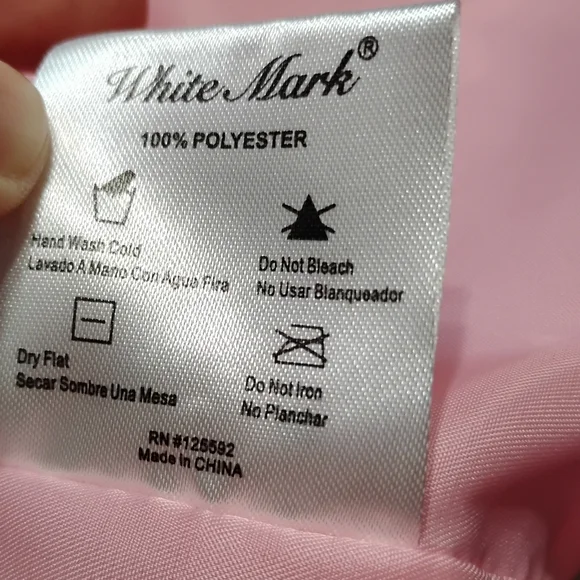 White Mark®
100% POLYESTER
Hand Wash Cold
Lavado A Mano Con Agua Fira
Do Not Bleach
No Usar Blanqueador
Dry Flat
Secar Sombre Una Mesa
Do Not Iron
No Planchar
RN #125592
Made in CHINA